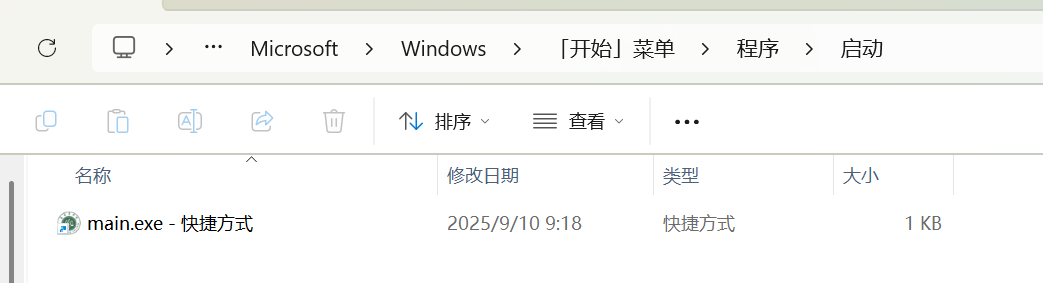 Microsoft Windows 「开始」菜单 程序 启动
排序 查看
名称 修改日期 类型 大小
main.exe - 快捷方式 2025/9/10 9:18 快捷方式 1 KB